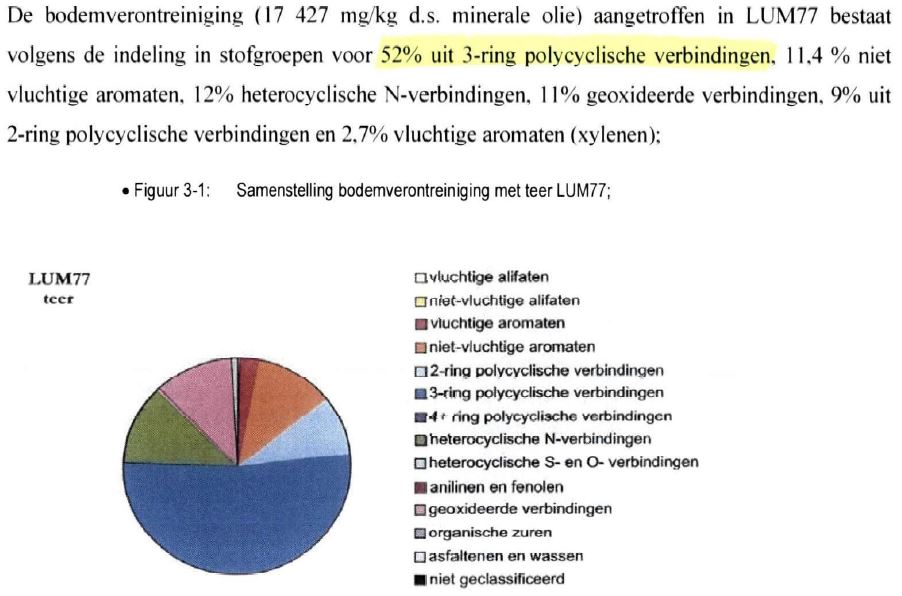 De bodemverontreiniging (17 427 mg/kg d.s. minerale olie) aangetroffen in LUM77 bestaat
volgens de indeling in stofgroepen voor 52% uit 3-ring polycyclische verbindingen, 11,4 % niet
vluchtige aromaten, 12% heterocyclische N-verbindingen, 11% geoxideerde verbindingen, 9% uit
2-ring polycyclische verbindingen en 2,7% vluchtige aromaten (xylenen);
• Figuur 3-1: Samenstelling bodemverontreiniging met teer LUM77;
LUM77
teer
vluchtige alifaten
niet-vluchtige alifaten
vluchtige aromaten
niet-vluchtige aromaten
2-ring polycyclische verbindingen
3-ring polycyclische verbindingen
4+ ring polycyclische verbindingen
heterocyclische N-verbindingen
heterocyclische S- en O- verbindingen
anilinen en fenolen
geoxideerde verbindingen
organische zuren
asfaltenen en wassen
niet geclassificeerd